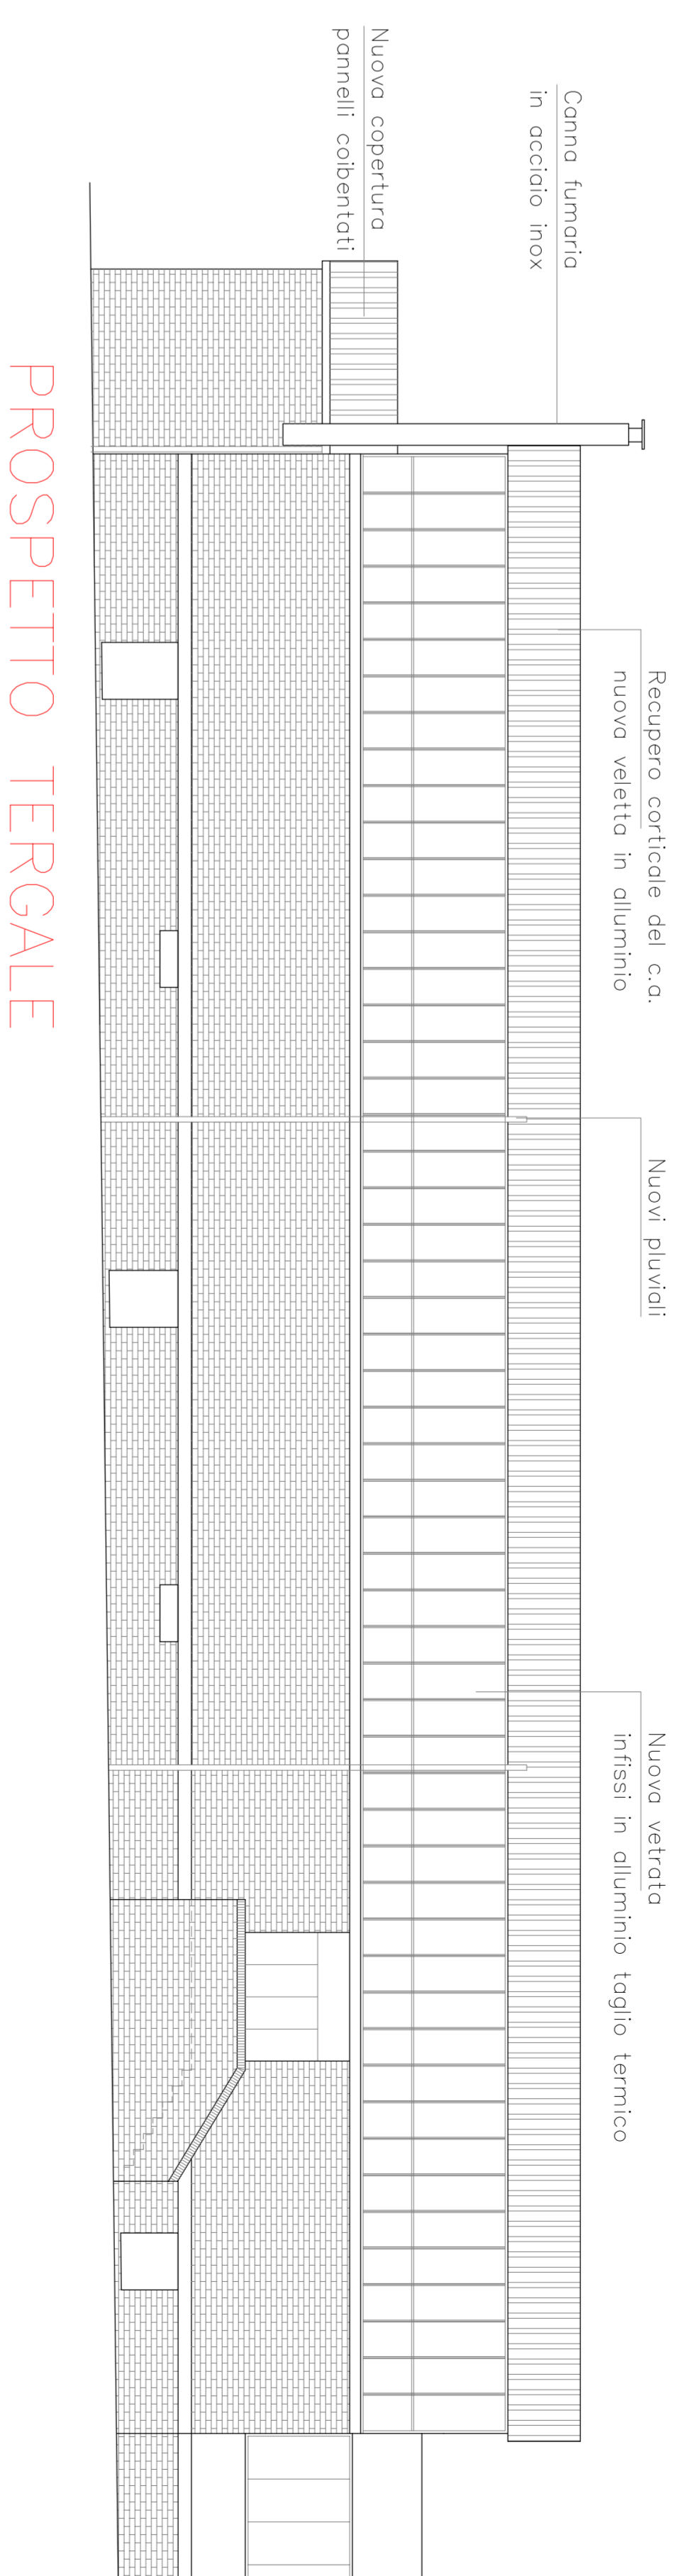 Nuova copertura
pannelli coibentati
Canna fumaria
in acciaio inox
Recupero corticale del c.a.
nuova veletta in alluminio
Nuovi pluviali
Nuova vetrata
infissi in alluminio taglio termico
PROSPETTO TERGALE